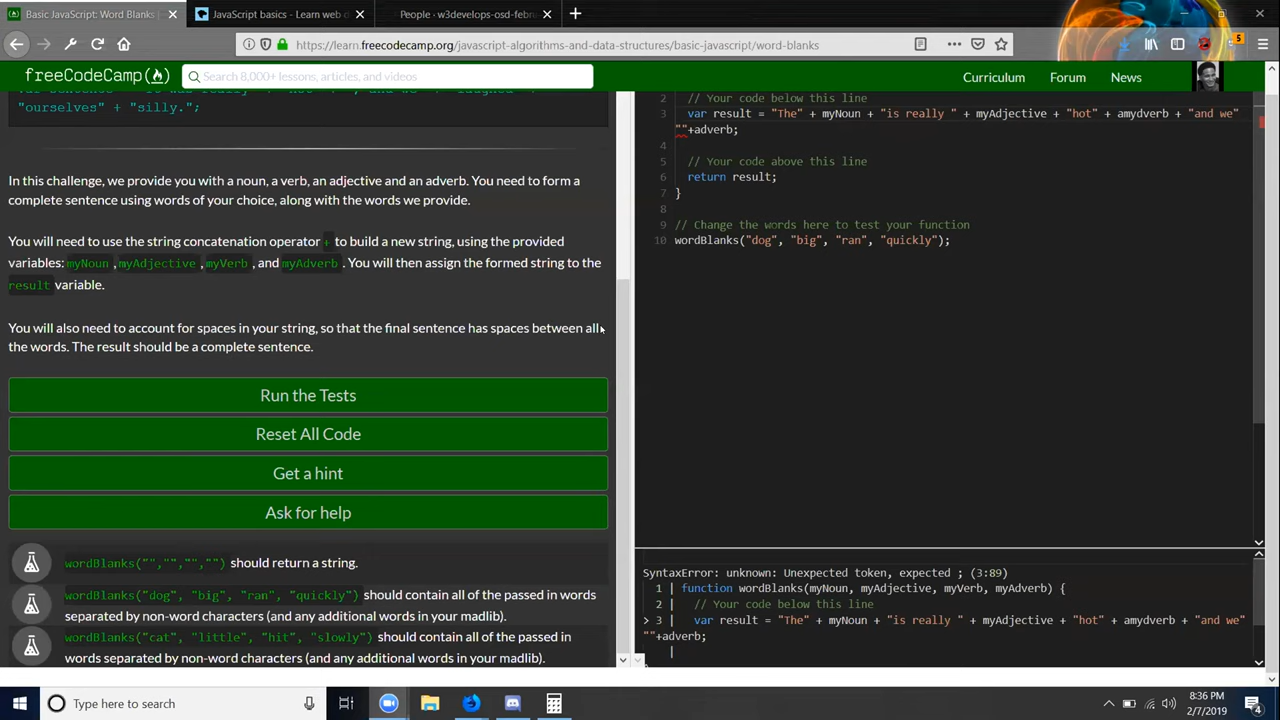 Basic JavaScript: Word Blanks
JavaScript basics - Learn web d
People · w3develops-osd-febru
https://learn.freecodecamp.org/javascript-algorithms-and-data-structures/basic-javascript/word-blanks
5
freeCodeCamp
Search 8,000+ lessons, articles, and videos
Curriculum Forum News
"ourselves" + "silly.";
In this challenge, we provide you with a noun, a verb, an adjective and an adverb. You need to form a
complete sentence using words of your choice, along with the words we provide.
You will need to use the string concatenation operator + to build a new string, using the provided
variables: myNoun , myAdjective , myVerb , and myAdverb . You will then assign the formed string to the
result variable.
You will also need to account for spaces in your string, so that the final sentence has spaces between all
the words. The result should be a complete sentence.
Run the Tests
Reset All Code
Get a hint
Ask for help
wordBlanks("","","","") should return a string.
wordBlanks("dog", "big", "ran", "quickly") should contain all of the passed in words
separated by non-word characters (and any additional words in your madlib).
wordBlanks("cat", "little", "hit", "slowly") should contain all of the passed in
words separated by non-word characters (and any additional words in your madlib).
2 // Your code below this line
3 var result = "The" + myNoun + "is really " + myAdjective + "hot" + amydverb + "and we"
""+adverb;
4
5 // Your code above this line
6 return result;
7 }
8
9 // Change the words here to test your function
10 wordBlanks("dog", "big", "ran", "quickly");
SyntaxError: unknown: Unexpected token, expected ; (3:89)
1 | function wordBlanks(myNoun, myAdjective, myVerb, myAdverb) {
2 | // Your code below this line
> 3 | var result = "The" + myNoun + "is really " + myAdjective + "hot" + amydverb + "and we"
""+adverb;
|
Type here to search
8:36 PM
2/7/2019
4